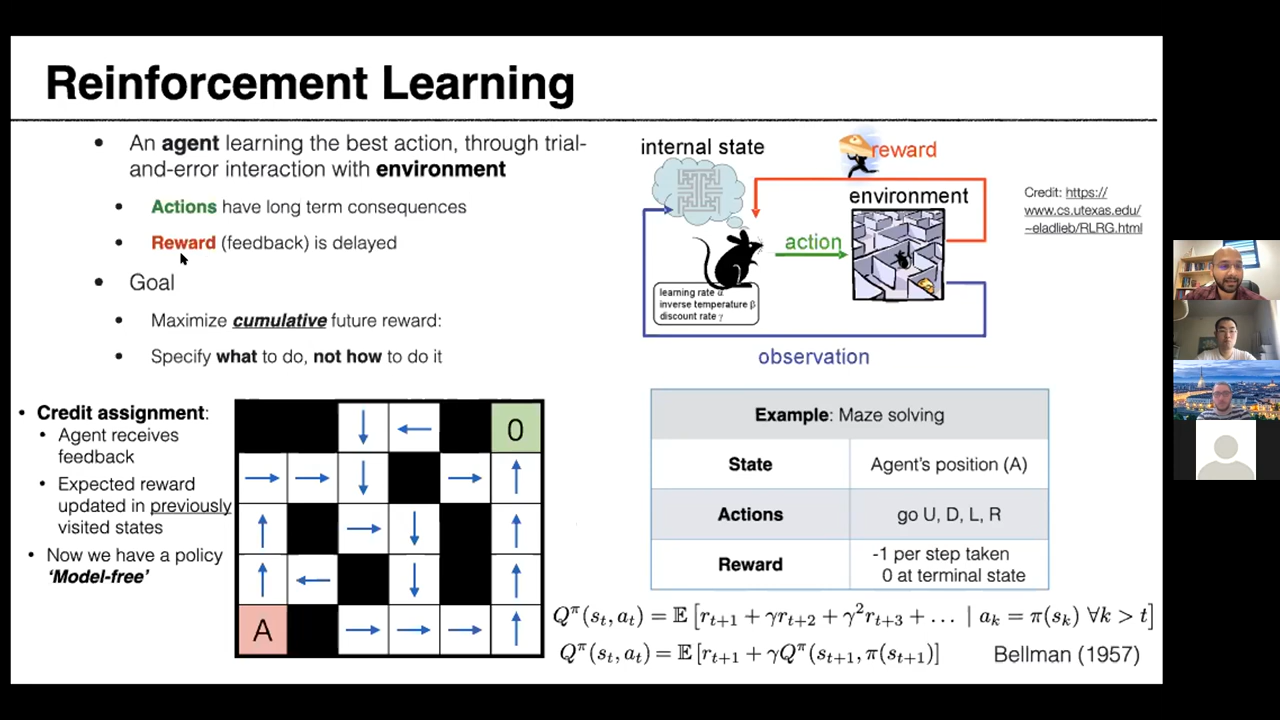 Reinforcement Learning
• An agent learning the best action, through trial-
and-error interaction with environment
• Actions have long term consequences
• Reward (feedback) is delayed
• Goal
• Maximize cumulative future reward:
• Specify what to do, not how to do it
internal state
reward
environment
action
learning rate α
inverse temperature β
discount rate γ
observation
Credit: https://
www.cs.utexas.edu/
~eladlieb/RLRG.html
• Credit assignment:
• Agent receives
feedback
• Expected reward
updated in previously
visited states
• Now we have a policy
'Model-free'
↓ ← 0
→ → ↓ → ↑
↑ → ↓ ↑
↑ ← ↓ ↑
A → → → ↑
Example: Maze solving
State Agent's position (A)
Actions go U, D, L, R
Reward -1 per step taken
0 at terminal state
Q^π(s_t, a_t) = 𝔼 [r_{t+1} + γr_{t+2} + γ²r_{t+3} + … | a_k = π(s_k) ∀k > t]
Q^π(s_t, a_t) = 𝔼 [r_{t+1} + γQ^π(s_{t+1}, π(s_{t+1})]
Bellman (1957)